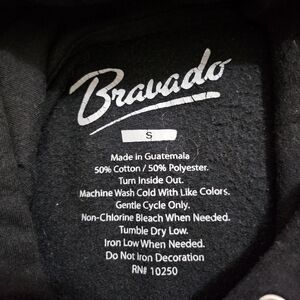 Bravado
S
Made in Guatemala
50% Cotton / 50% Polyester.
Turn Inside Out.
Machine Wash Cold With Like Colors.
Gentle Cycle Only.
Non-Chlorine Bleach When Needed.
Tumble Dry Low.
Iron Low When Needed.
Do Not Iron Decoration
RN# 10250